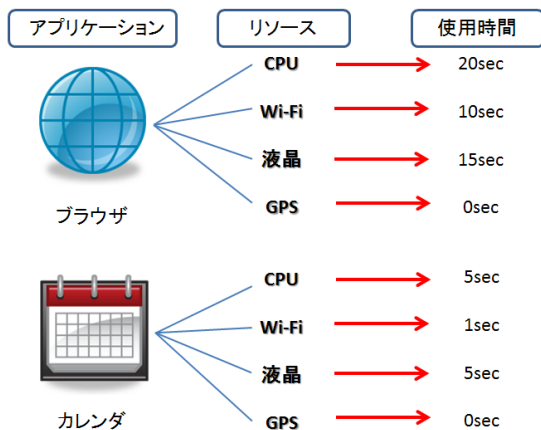 アプリケーション リソース 使用時間
CPU 20sec
Wi-Fi 10sec
液晶 15sec
GPS 0sec
ブラウザ
CPU 5sec
Wi-Fi 1sec
液晶 5sec
GPS 0sec
カレンダ